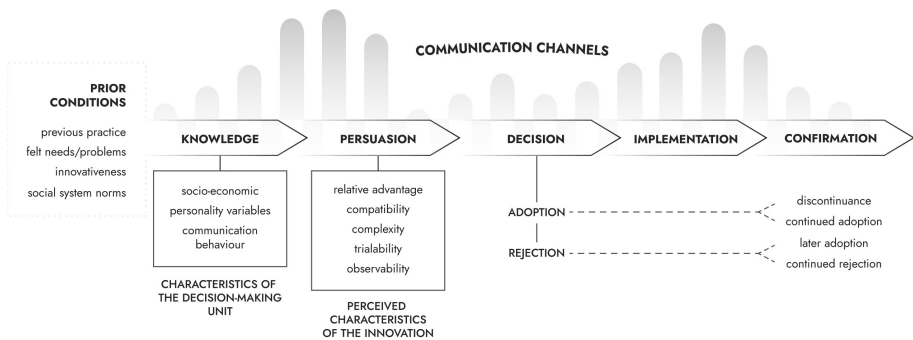 COMMUNICATION CHANNELS
PRIOR
CONDITIONS
previous practice
felt needs/problems
innovativeness
social system norms
KNOWLEDGE
PERSUASION
DECISION
IMPLEMENTATION
CONFIRMATION
socio-economic
personality variables
communication
behaviour
CHARACTERISTICS OF
THE DECISION-MAKING
UNIT
relative advantage
compatibility
complexity
trialability
observability
PERCEIVED
CHARACTERISTICS
OF THE INNOVATION
ADOPTION
REJECTION
discontinuance
continued adoption
later adoption
continued rejection